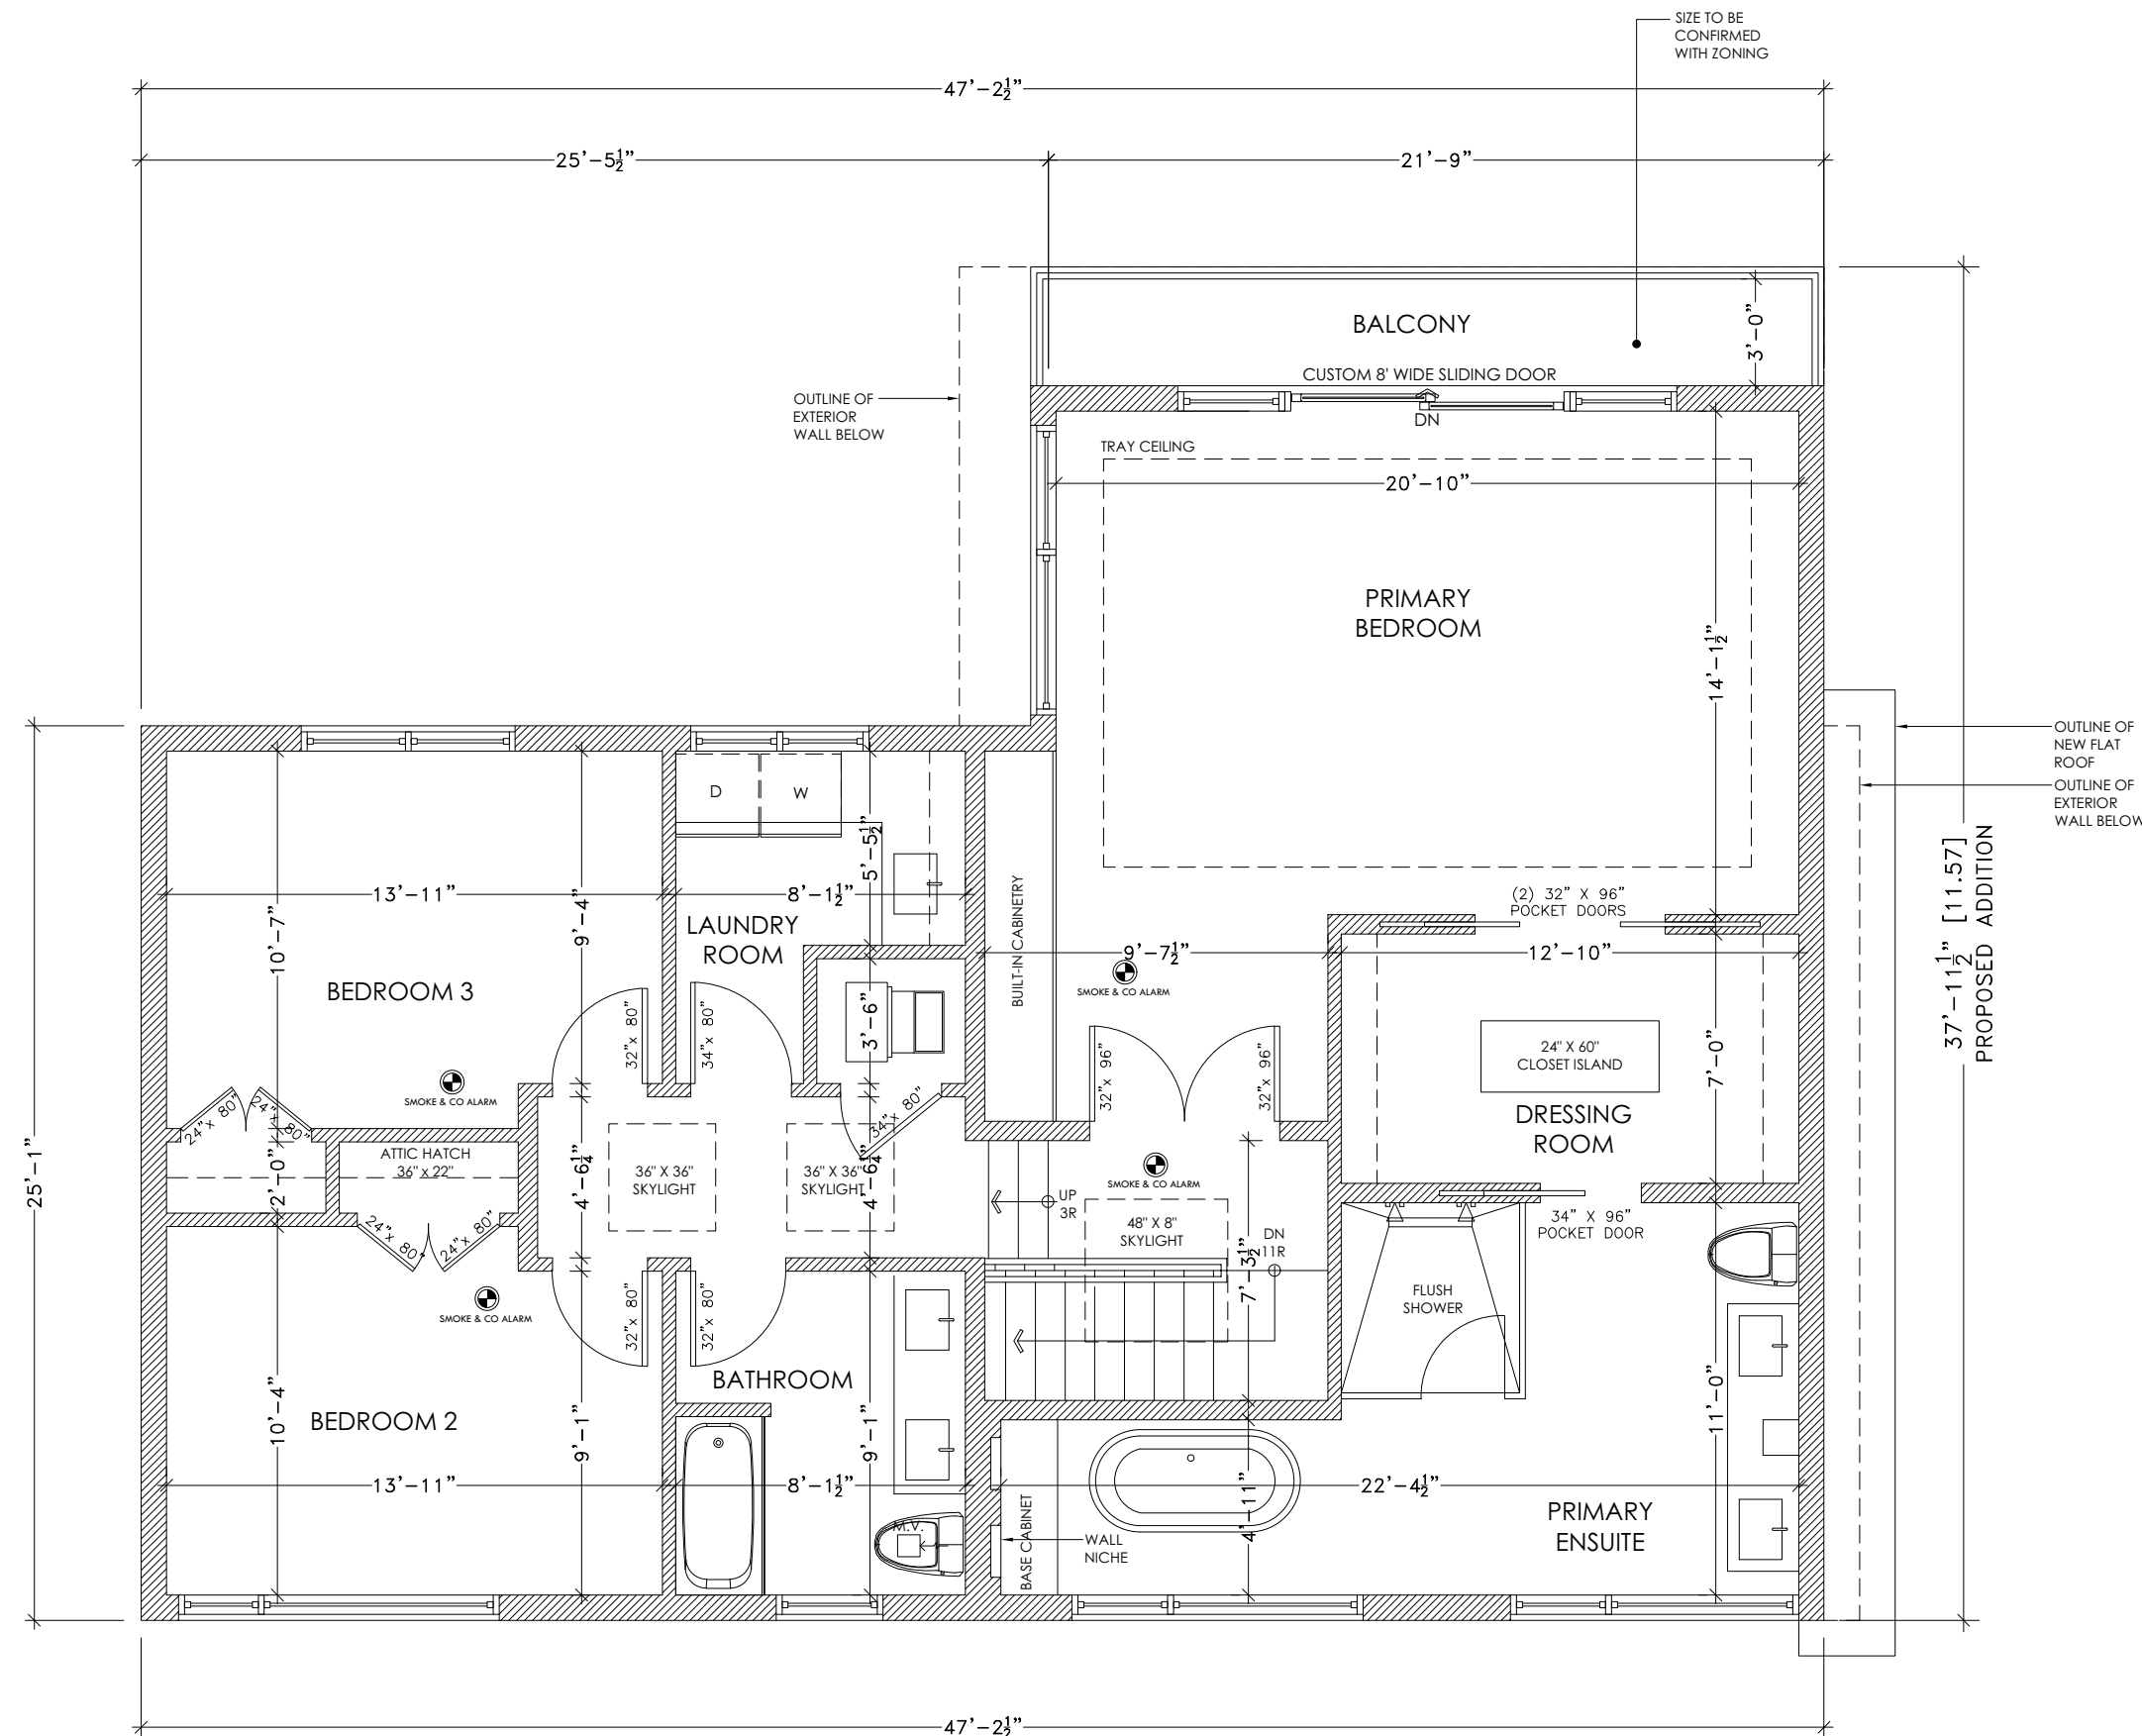 SIZE TO BE
CONFIRMED
WITH ZONING
47'-2½"
25'-5½"
21'-9"
BALCONY
3'-0"
CUSTOM 8' WIDE SLIDING DOOR
DN
OUTLINE OF
EXTERIOR
WALL BELOW
TRAY CEILING
20'-10"
PRIMARY
BEDROOM
14'-1½"
OUTLINE OF
NEW FLAT
ROOF
OUTLINE OF
EXTERIOR
WALL BELOW
37'-11½" [11.57]
PROPOSED ADDITION
25'-1"
D
W
5'-5½"
13'-11"
8'-1½"
10'-7"
9'-4"
LAUNDRY
ROOM
BUILT-IN CABINETRY
(2) 32" X 96"
POCKET DOORS
9'-7½"
12'-10"
SMOKE & CO ALARM
BEDROOM 3
3'-6"
32"x 80"
34"x 80"
32"x 96"
32"x 96"
24" X 60"
CLOSET ISLAND
7'-0"
SMOKE & CO ALARM
24"x 80"
24"x 80"
34"x 80"
DRESSING
ROOM
ATTIC HATCH
36" x 22"
2'-0"
4'-6¼"
36" X 36"
SKYLIGHT
36" X 36"
SKYLIGHT
4'-6¼"
SMOKE & CO ALARM
UP
3R
48" X 8"
SKYLIGHT
DN
11R
7'-3½"
34" X 96"
POCKET DOOR
24"x 80"
24"x 80"
SMOKE & CO ALARM
32"x 80"
32"x 80"
FLUSH
SHOWER
BATHROOM
BEDROOM 2
10'-4"
9'-1"
9'-1"
11'-0"
13'-11"
8'-1½"
22'-4½"
4'-11"
M.V.
BASE CABINET
WALL
NICHE
PRIMARY
ENSUITE
47'-2½"